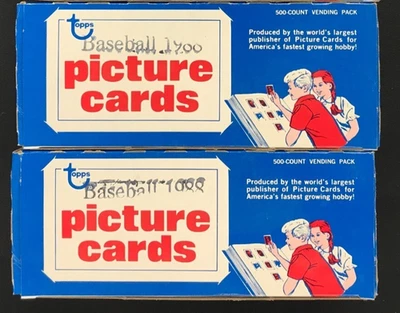 topps
500-COUNT VENDING PACK
Baseball
picture
cards
Produced by the world's largest
publisher of Picture Cards for
America's fastest growing hobby!
topps
500-COUNT VENDING PACK
Baseball
picture
cards
Produced by the world's largest
publisher of Picture Cards for
America's fastest growing hobby!